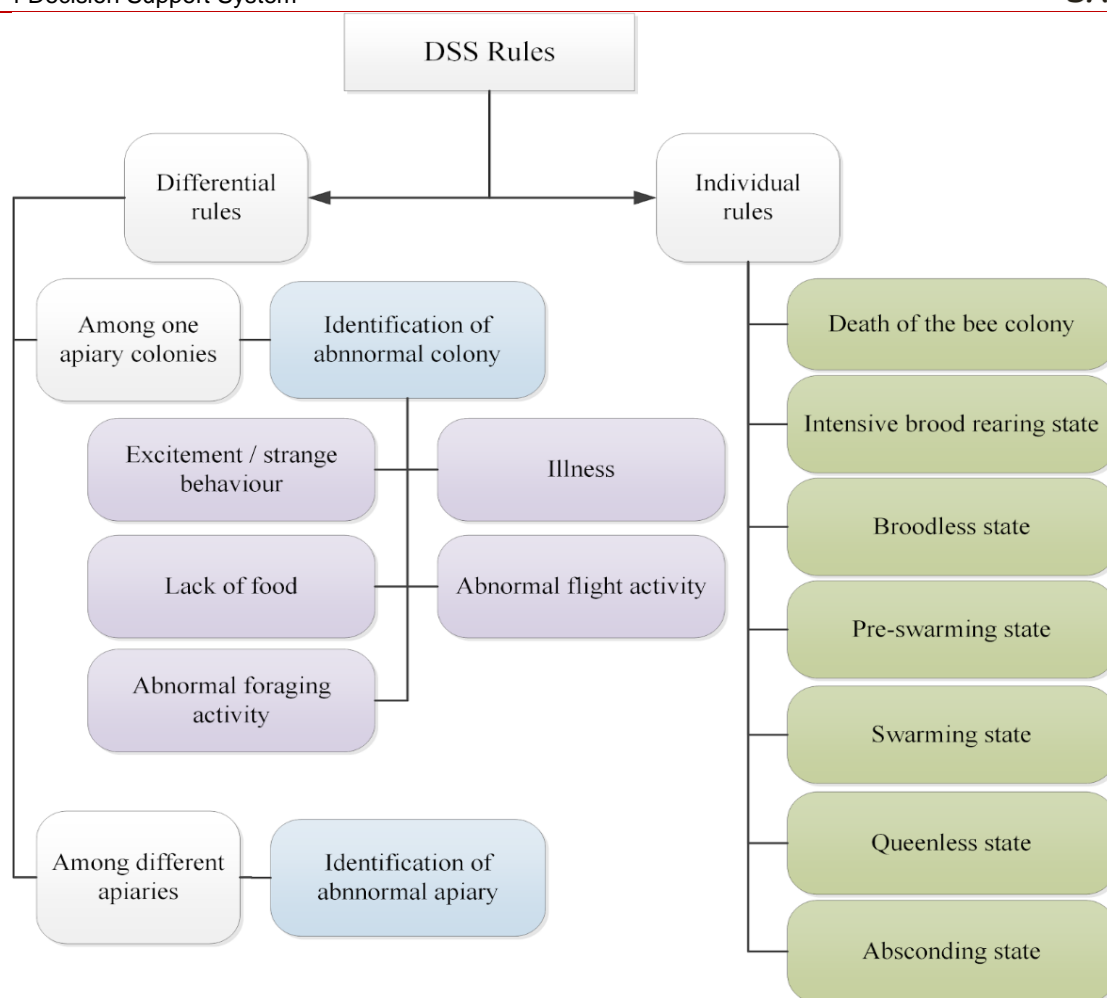 Decision Support System
DSS Rules
Differential
rules
Individual
rules
Among one
apiary colonies
Identification of
abnnormal colony
Excitement / strange
behaviour
Illness
Lack of food
Abnormal flight activity
Abnormal foraging
activity
Among different
apiaries
Identification of
abnnormal apiary
Death of the bee colony
Intensive brood rearing state
Broodless state
Pre-swarming state
Swarming state
Queenless state
Absconding state